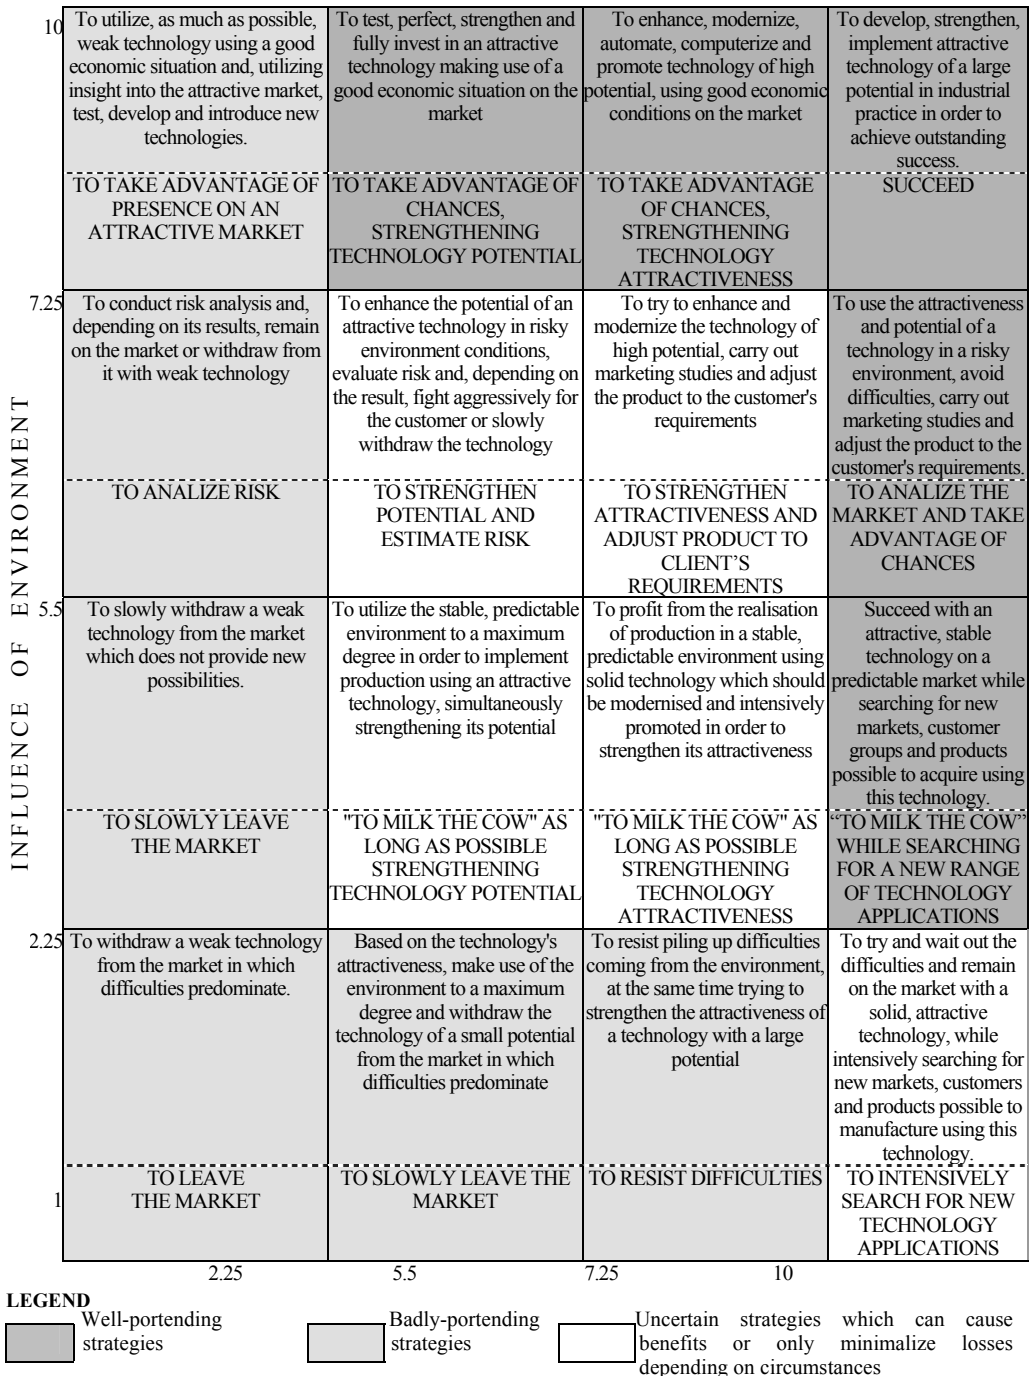 10
To utilize, as much as possible,
weak technology using a good
economic situation and, utilizing
insight into the attractive market,
test, develop and introduce new
technologies.
TO TAKE ADVANTAGE OF
PRESENCE ON AN
ATTRACTIVE MARKET
To test, perfect, strengthen and
fully invest in an attractive
technology making use of a
good economic situation on the
market
TO TAKE ADVANTAGE OF
CHANCES,
STRENGTHENING
TECHNOLOGY POTENTIAL
To enhance, modernize,
automate, computerize and
promote technology of high
potential, using good economic
conditions on the market
TO TAKE ADVANTAGE
OF CHANCES,
STRENGTHENING
TECHNOLOGY
ATTRACTIVENESS
To develop, strengthen,
implement attractive
technology of a large
potential in industrial
practice in order to
achieve outstanding
success.
SUCCEED
7.25
To conduct risk analysis and,
depending on its results, remain
on the market or withdraw from
it with weak technology
TO ANALIZE RISK
To enhance the potential of an
attractive technology in risky
environment conditions,
evaluate risk and, depending on
the result, fight aggressively for
the customer or slowly
withdraw the technology
TO STRENGTHEN
POTENTIAL AND
ESTIMATE RISK
To try to enhance and
modernize the technology of
high potential, carry out
marketing studies and adjust
the product to the customer's
requirements
TO STRENGTHEN
ATTRACTIVENESS AND
ADJUST PRODUCT TO
CLIENT’S
REQUIREMENTS
To use the attractiveness
and potential of a
technology in a risky
environment, avoid
difficulties, carry out
marketing studies and
adjust the product to the
customer's requirements.
TO ANALIZE THE
MARKET AND TAKE
ADVANTAGE OF
CHANCES
INFLUENCE OF ENVIRONMENT
5.5
To slowly withdraw a weak
technology from the market
which does not provide new
possibilities.
TO SLOWLY LEAVE
THE MARKET
To utilize the stable, predictable
environment to a maximum
degree in order to implement
production using an attractive
technology, simultaneously
strengthening its potential
"TO MILK THE COW" AS
LONG AS POSSIBLE
STRENGTHENING
TECHNOLOGY POTENTIAL
To profit from the realisation
of production in a stable,
predictable environment using
solid technology which should
be modernised and intensively
promoted in order to
strengthen its attractiveness
"TO MILK THE COW" AS
LONG AS POSSIBLE
STRENGTHENING
TECHNOLOGY
ATTRACTIVENESS
Succeed with an
attractive, stable
technology on a
predictable market while
searching for new
markets, customer
groups and products
possible to acquire using
this technology.
“TO MILK THE COW”
WHILE SEARCHING
FOR A NEW RANGE
OF TECHNOLOGY
APPLICATIONS
2.25
To withdraw a weak technology
from the market in which
difficulties predominate.
TO LEAVE
THE MARKET
Based on the technology's
attractiveness, make use of the
environment to a maximum
degree and withdraw the
technology of a small potential
from the market in which
difficulties predominate
TO SLOWLY LEAVE THE
MARKET
To resist piling up difficulties
coming from the environment,
at the same time trying to
strengthen the attractiveness of
a technology with a large
potential
TO RESIST DIFFICULTIES
To try and wait out the
difficulties and remain
on the market with a
solid, attractive
technology, while
intensively searching for
new markets, customers
and products possible to
manufacture using this
technology.
TO INTENSIVELY
SEARCH FOR NEW
TECHNOLOGY
APPLICATIONS
1
2.25 5.5 7.25 10
LEGEND
Well-portending
strategies
Badly-portending
strategies
Uncertain strategies which can cause
benefits or only minimalize losses
depending on circumstances